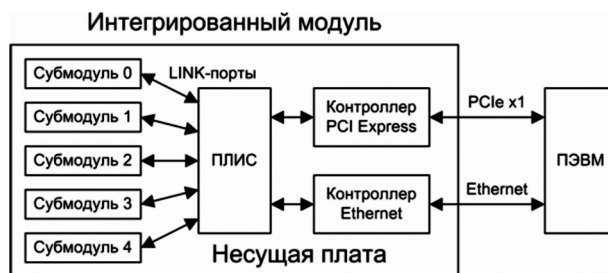 Интегрированный модуль
Субмодуль 0
LINK-порты
Субмодуль 1
Субмодуль 2
Субмодуль 3
Субмодуль 4
ПЛИС
Контроллер
PCI Express
Контроллер
Ethernet
PCIe x1
Ethernet
ПЭВМ
Несущая плата